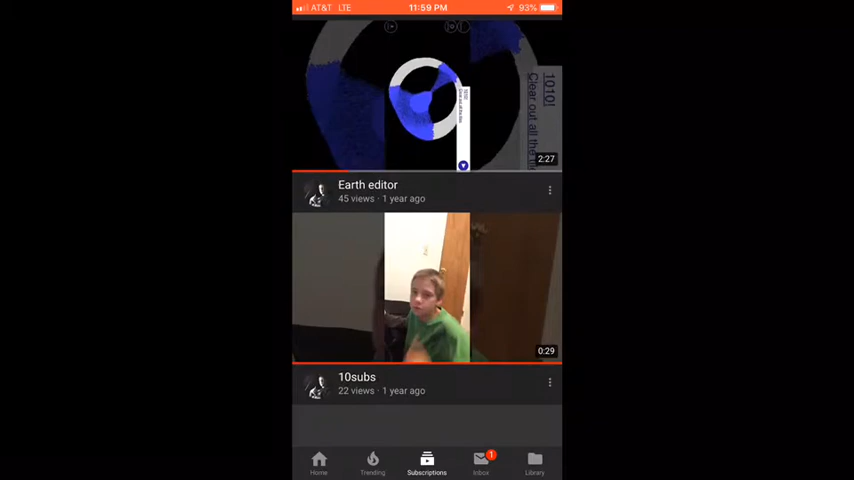 AT&T LTE 11:59 PM 93%
1010!
Clear out all the
2:27
Earth editor
45 views · 1 year ago
0:29
10subs
22 views · 1 year ago
1
Home Trending Subscriptions Inbox Library